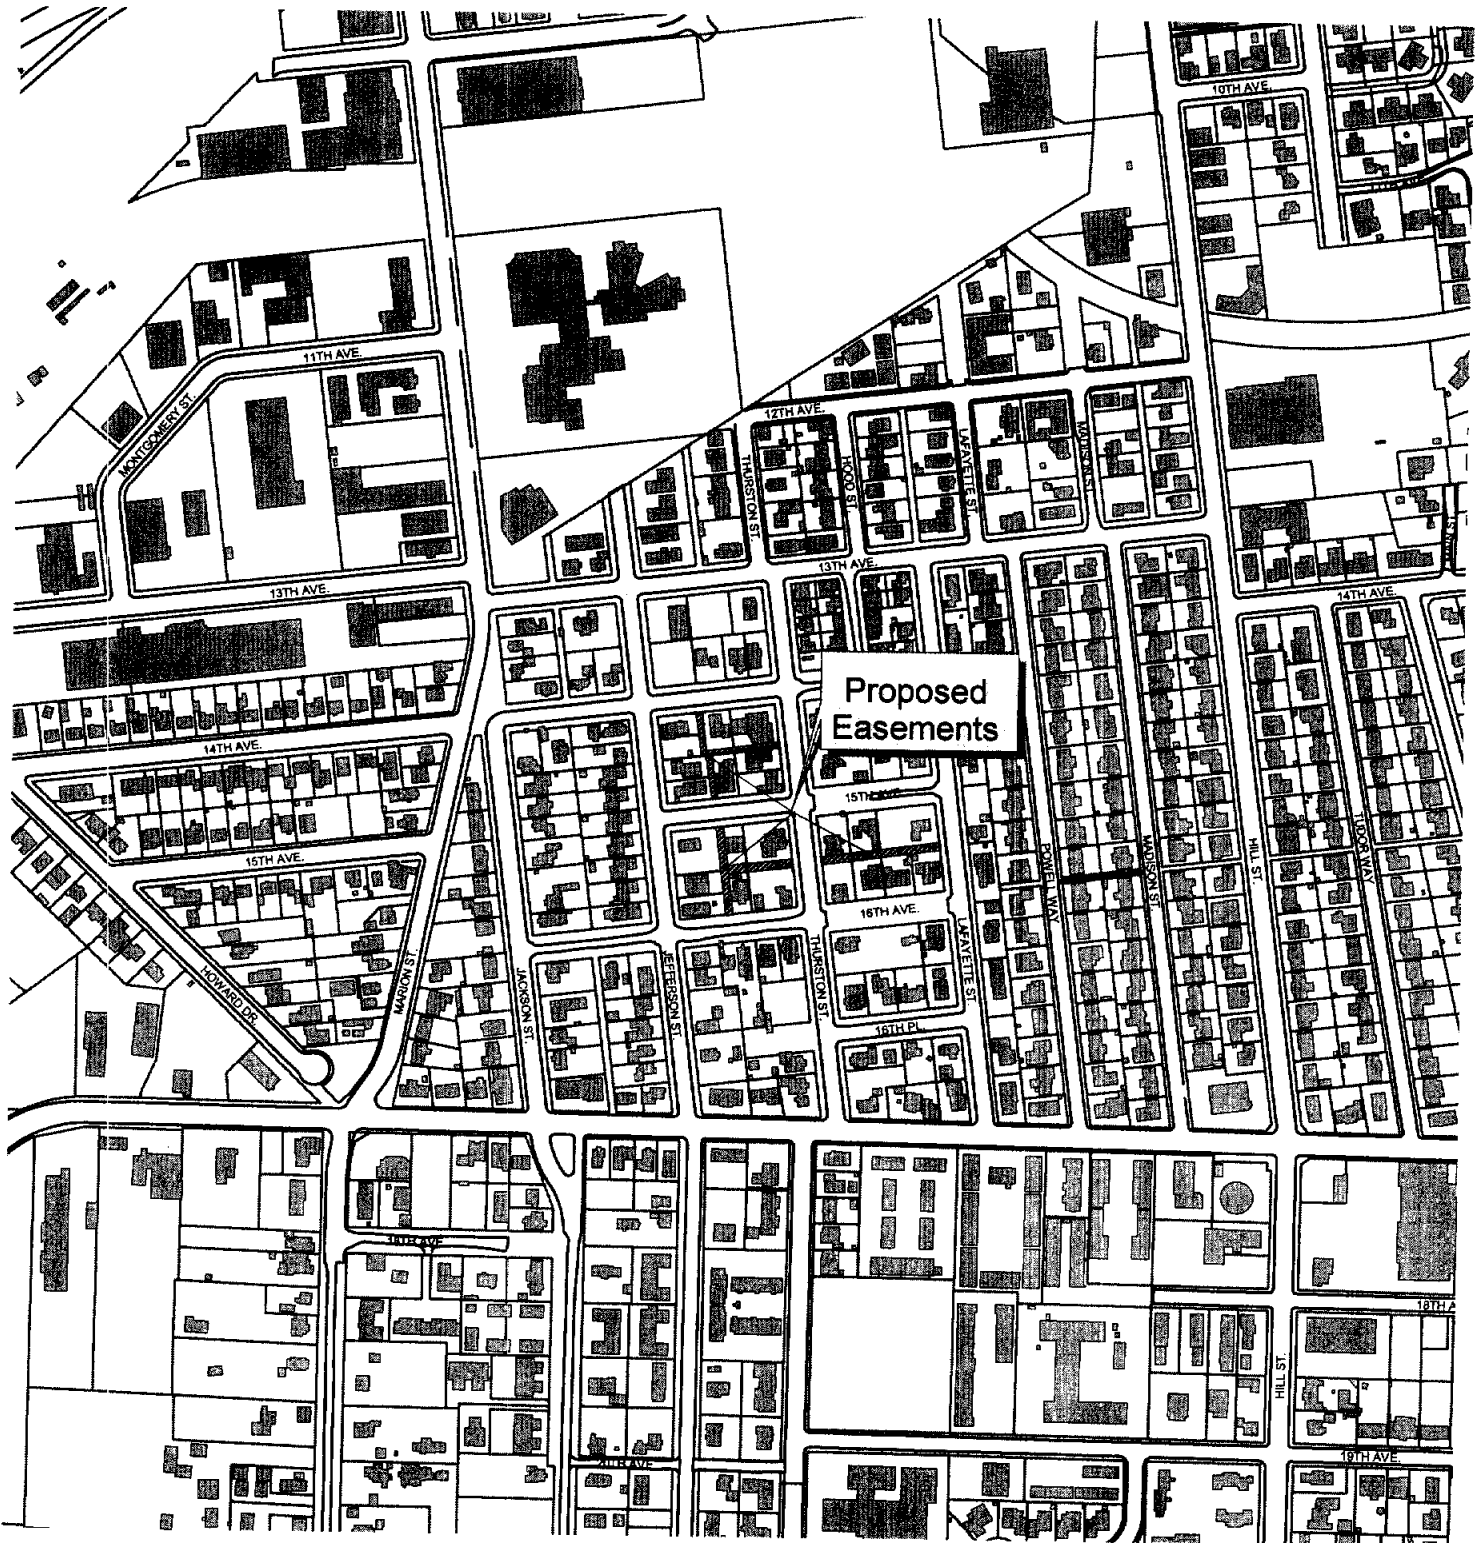 10TH AVE.
11TH AVE.
MONTGOMERY ST.
12TH AVE.
THURSTON ST.
HOOD ST.
LAFAYETTE ST.
MADISON ST.
13TH AVE.
13TH AVE.
14TH AVE.
Proposed
Easements
14TH AVE.
15TH AVE.
15TH AVE.
POWELL WAY
MADISON ST.
HILL ST.
TUDOR WAY
16TH AVE.
HOWARD DR.
MARION ST.
JACKSON ST.
JEFFERSON ST.
THURSTON ST.
LAFAYETTE ST.
16TH PL.
18TH AVE
18TH A
HILL ST.
19TH AVE.